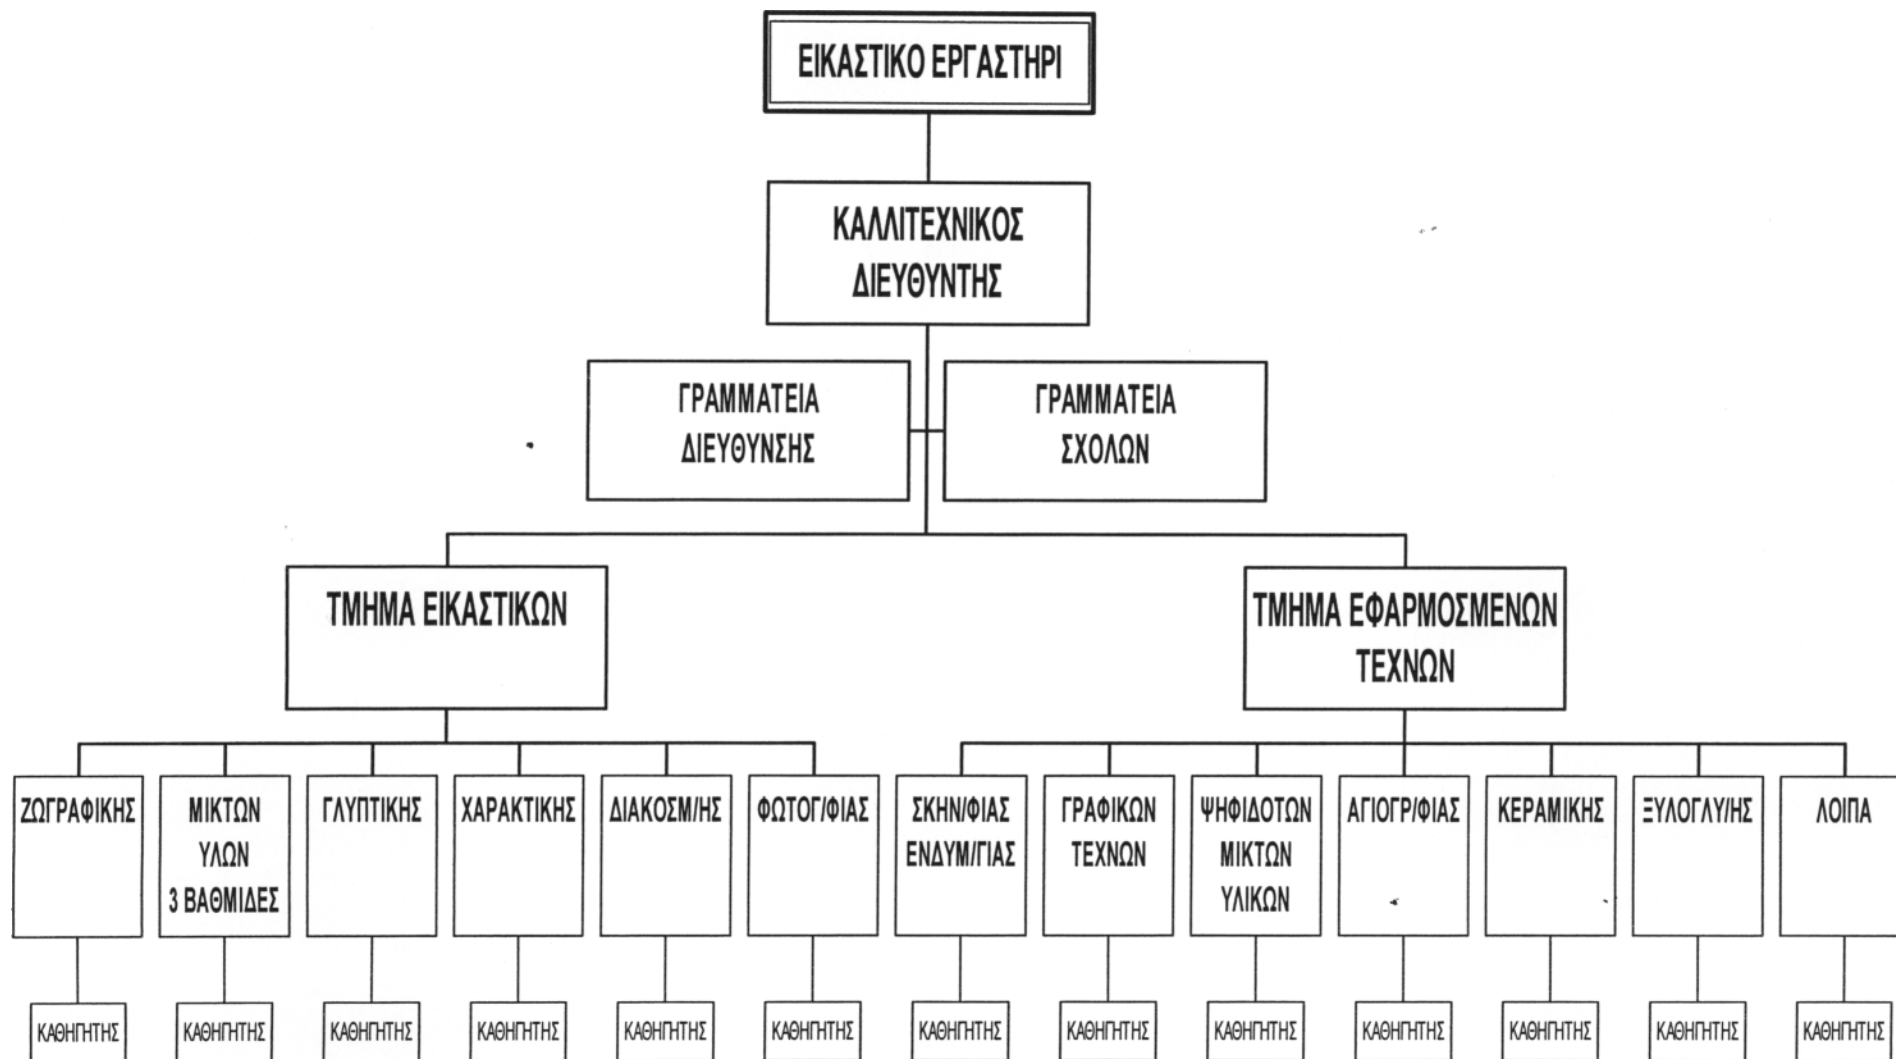 ΕΙΚΑΣΤΙΚΟ ΕΡΓΑΣΤΗΡΙ
ΚΑΛΛΙΤΕΧΝΙΚΟΣ
ΔΙΕΥΘΥΝΤΗΣ
ΓΡΑΜΜΑΤΕΙΑ
ΔΙΕΥΘΥΝΣΗΣ
ΓΡΑΜΜΑΤΕΙΑ
ΣΧΟΛΩΝ
ΤΜΗΜΑ ΕΙΚΑΣΤΙΚΩΝ
ΤΜΗΜΑ ΕΦΑΡΜΟΣΜΕΝΩΝ
ΤΕΧΝΩΝ
ΖΩΓΡΑΦΙΚΗΣ
ΜΙΚΤΩΝ
ΥΛΩΝ
3 ΒΑΘΜΙΔΕΣ
ΓΛΥΠΤΙΚΗΣ
ΧΑΡΑΚΤΙΚΗΣ
ΔΙΑΚΟΣΜ/ΗΣ
ΦΩΤΟΓ/ΦΙΑΣ
ΣΚΗΝ/ΦΙΑΣ
ΕΝΔΥΜ/ΓΙΑΣ
ΓΡΑΦΙΚΩΝ
ΤΕΧΝΩΝ
ΨΗΦΙΔΟΤΩΝ
ΜΙΚΤΩΝ
ΥΛΙΚΩΝ
ΑΓΙΟΓΡ/ΦΙΑΣ
ΚΕΡΑΜΙΚΗΣ
ΞΥΛΟΓΛΥ/ΗΣ
ΛΟΙΠΑ
ΚΑΘΗΓΗΤΗΣ
ΚΑΘΗΓΗΤΗΣ
ΚΑΘΗΓΗΤΗΣ
ΚΑΘΗΓΗΤΗΣ
ΚΑΘΗΓΗΤΗΣ
ΚΑΘΗΓΗΤΗΣ
ΚΑΘΗΓΗΤΗΣ
ΚΑΘΗΓΗΤΗΣ
ΚΑΘΗΓΗΤΗΣ
ΚΑΘΗΓΗΤΗΣ
ΚΑΘΗΓΗΤΗΣ
ΚΑΘΗΓΗΤΗΣ
ΚΑΘΗΓΗΤΗΣ